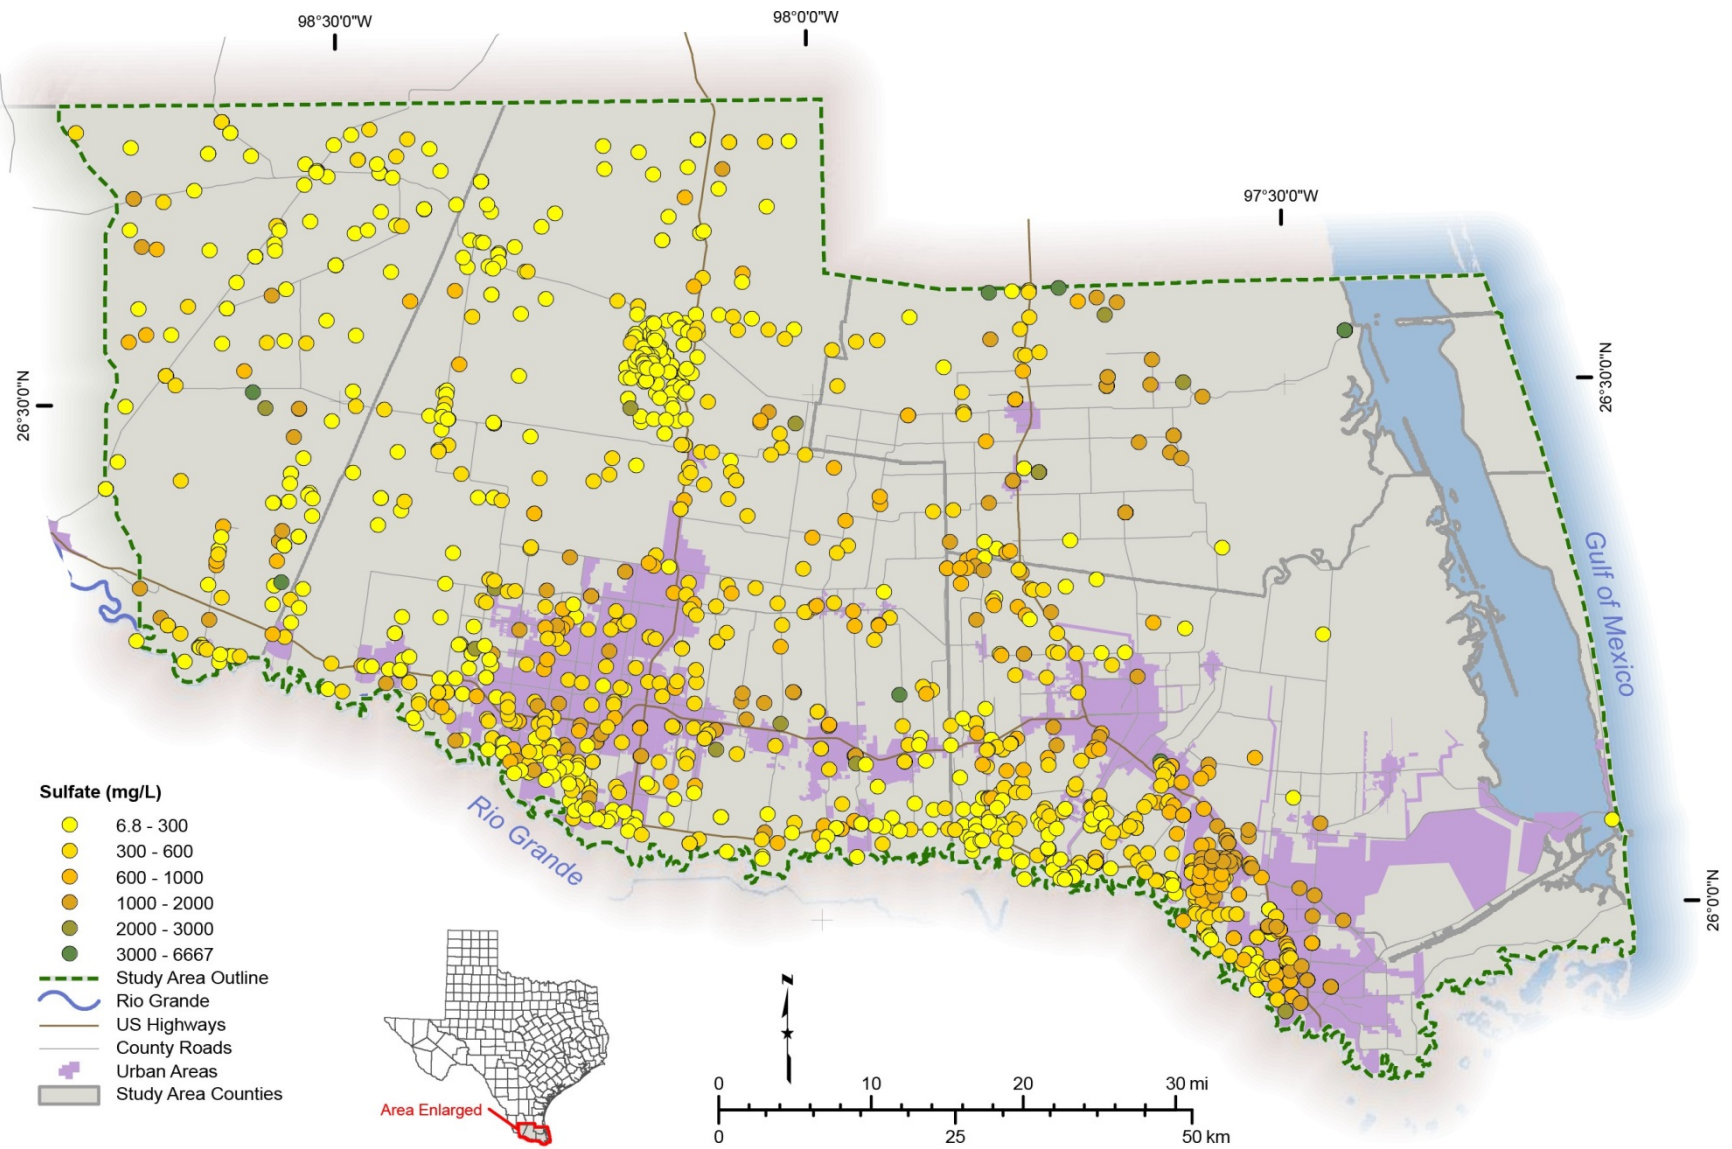 98°30'0"W
98°0'0"W
97°30'0"W
26°30'0"N
26°30'0"N
Gulf of Mexico
Rio Grande
26°0'0"N
Sulfate (mg/L)
6.8 - 300
300 - 600
600 - 1000
1000 - 2000
2000 - 3000
3000 - 6667
Study Area Outline
Rio Grande
US Highways
County Roads
Urban Areas
Study Area Counties
Area Enlarged
N
0 10 20 30 mi
0 25 50 km